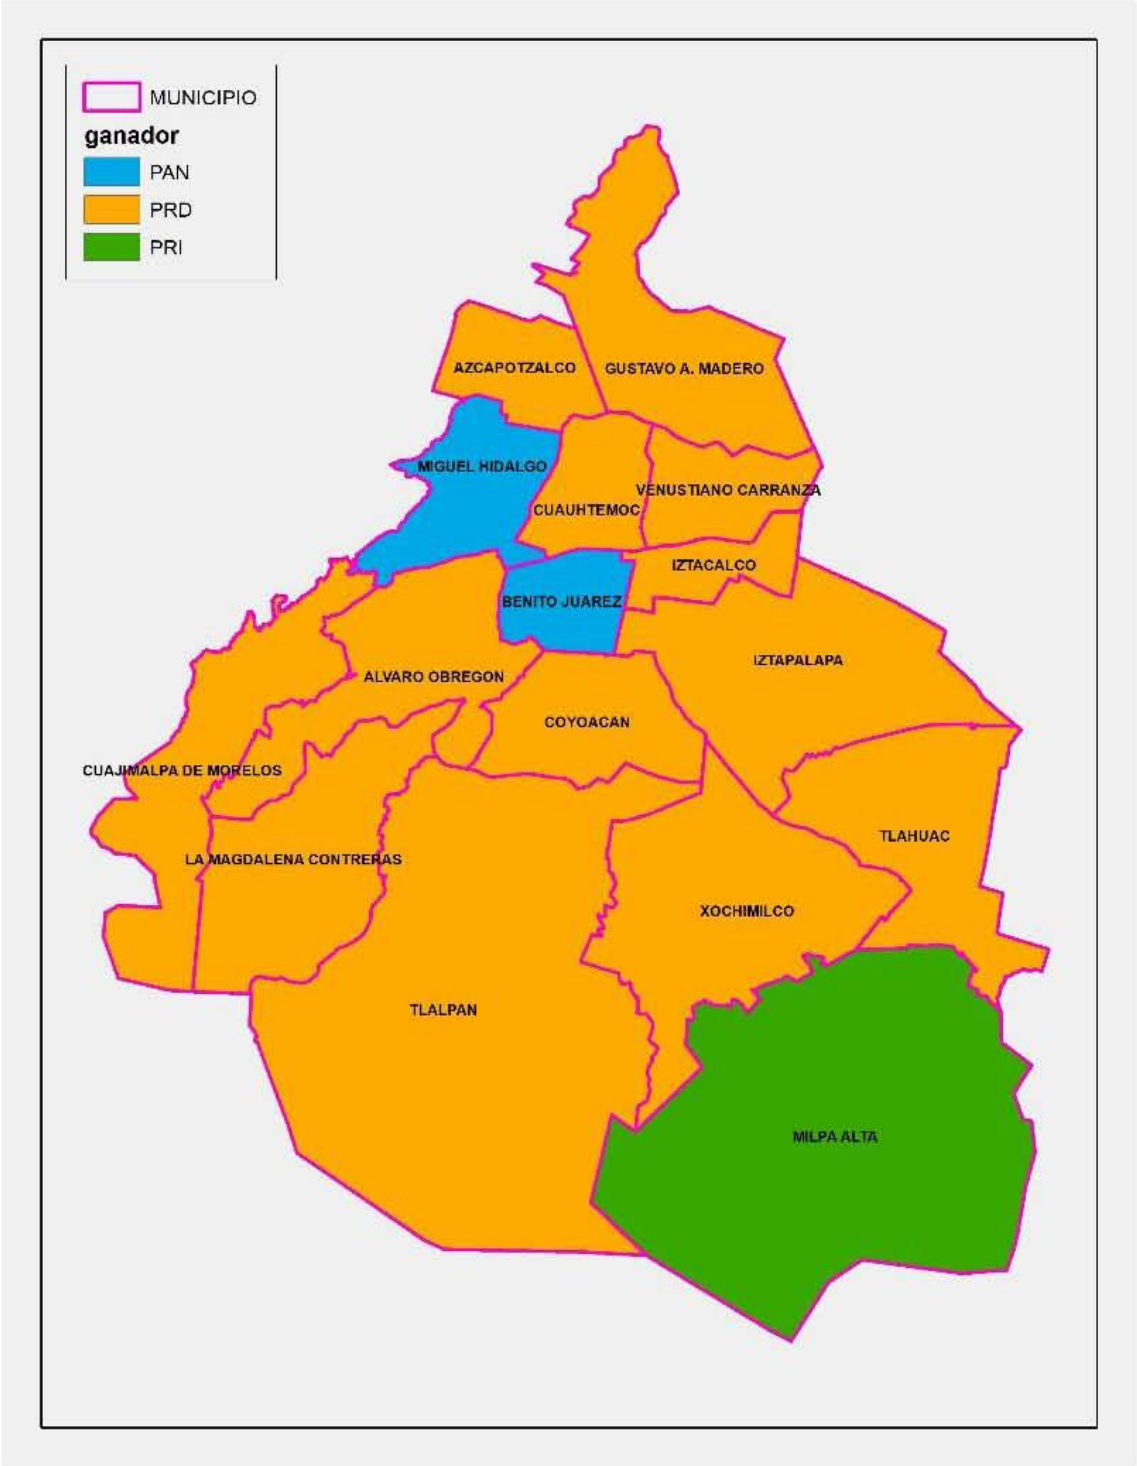 MUNICIPIO
ganador
PAN
PRD
PRI
AZCAPOTZALCO
GUSTAVO A. MADERO
MIGUEL HIDALGO
VENUSTIANO CARRANZA
CUAUHTEMOC
IZTACALCO
BENITO JUAREZ
IZTAPALAPA
ALVARO OBREGON
COYOACAN
CUAJIMALPA DE MORELOS
TLAHUAC
LA MAGDALENA CONTRERAS
XOCHIMILCO
TLALPAN
MILPA ALTA